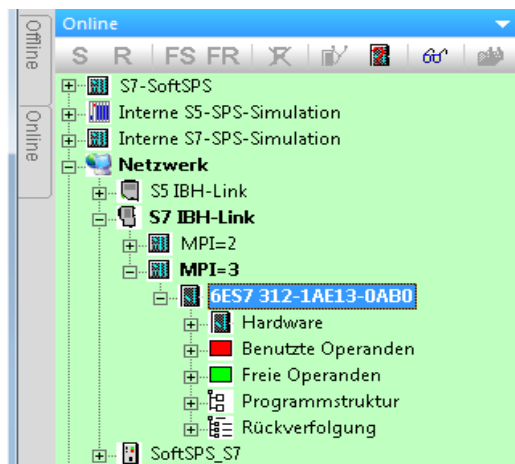 Online
Offline
Online
S R FS FR
S7-SoftSPS
Interne S5-SPS-Simulation
Interne S7-SPS-Simulation
Netzwerk
S5 IBH-Link
S7 IBH-Link
MPI=2
MPI=3
6ES7 312-1AE13-0AB0
Hardware
Benutzte Operanden
Freie Operanden
Programmstruktur
Rückverfolgung
SoftSPS_S7